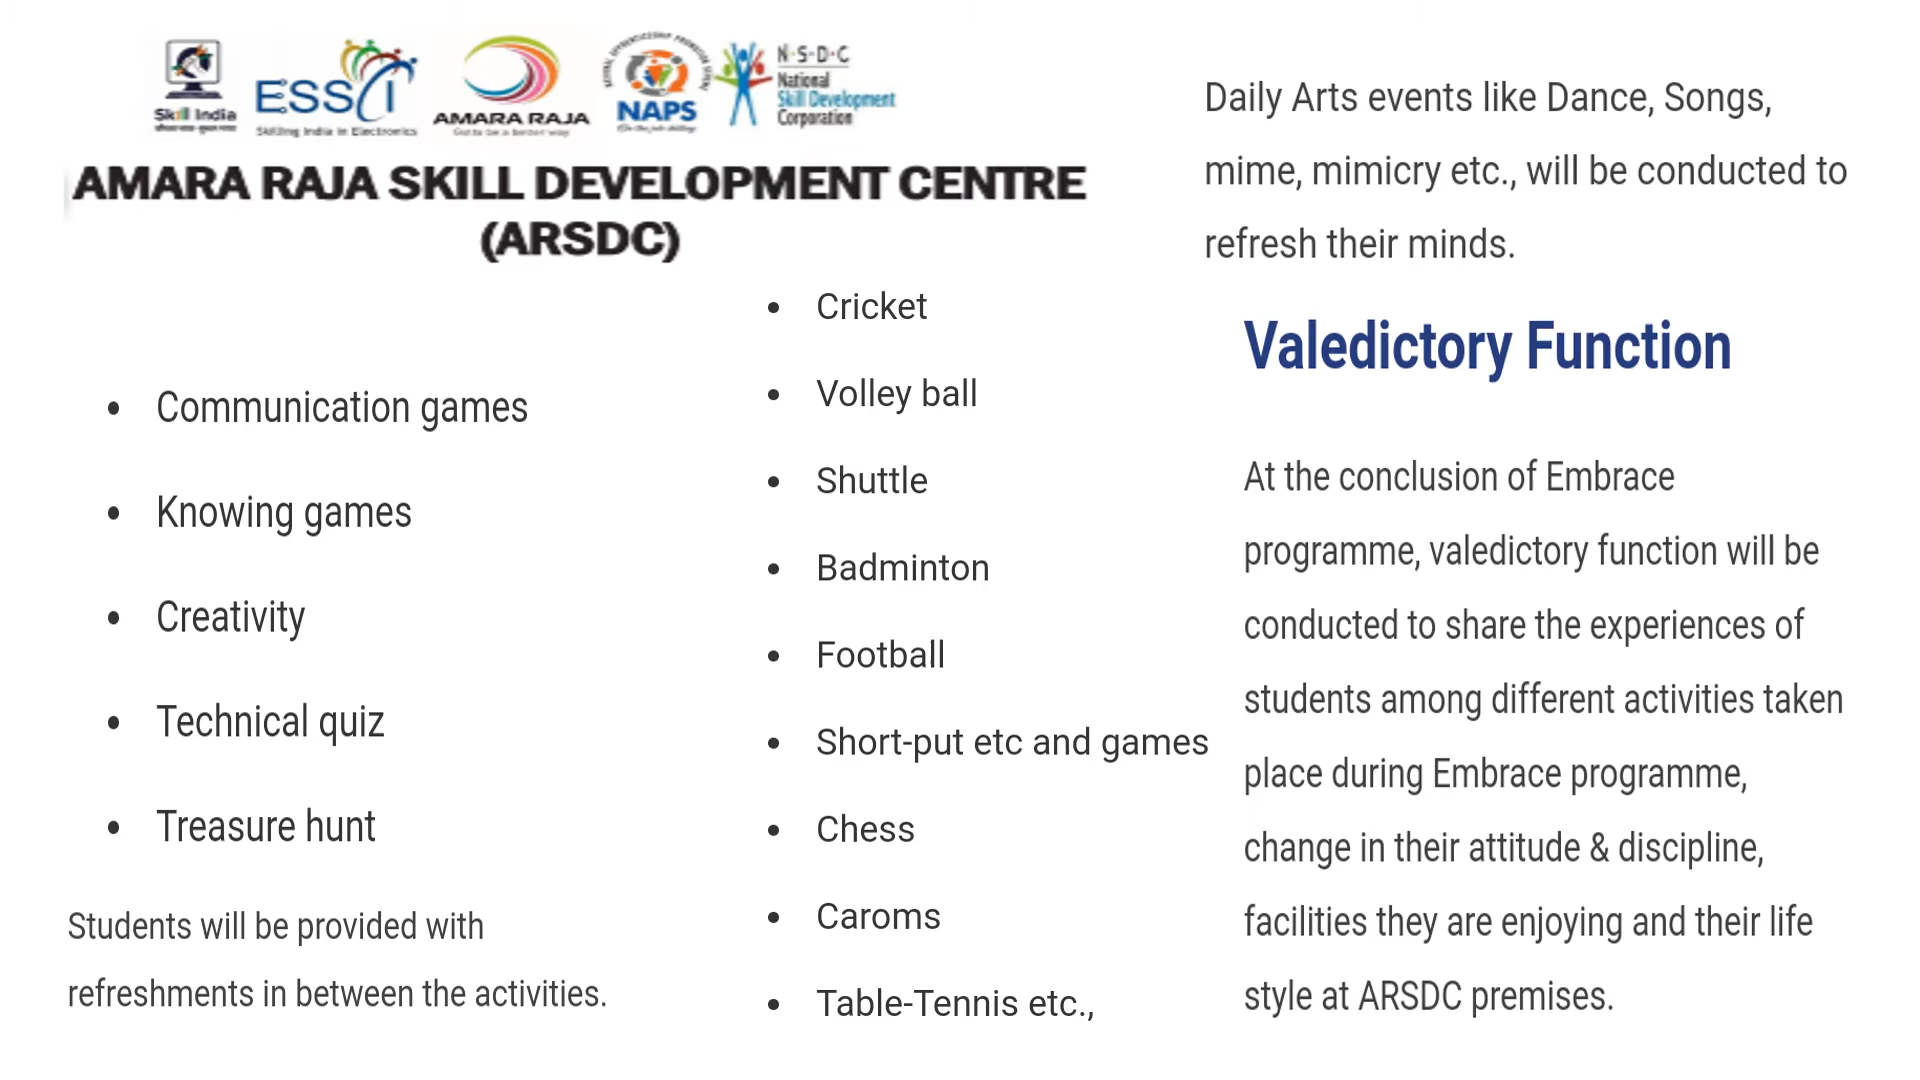 Skill India
ESSCI
Skilling India in Electronics
AMARA RAJA
Gotta be a better way
NAPS
N·S·D·C
National
Skill Development
Corporation
AMARA RAJA SKILL DEVELOPMENT CENTRE
(ARSDC)
• Communication games
• Knowing games
• Creativity
• Technical quiz
• Treasure hunt
Students will be provided with
refreshments in between the activities.
• Cricket
• Volley ball
• Shuttle
• Badminton
• Football
• Short-put etc and games
• Chess
• Caroms
• Table-Tennis etc.,
Daily Arts events like Dance, Songs,
mime, mimicry etc., will be conducted to
refresh their minds.
Valedictory Function
At the conclusion of Embrace
programme, valedictory function will be
conducted to share the experiences of
students among different activities taken
place during Embrace programme,
change in their attitude & discipline,
facilities they are enjoying and their life
style at ARSDC premises.